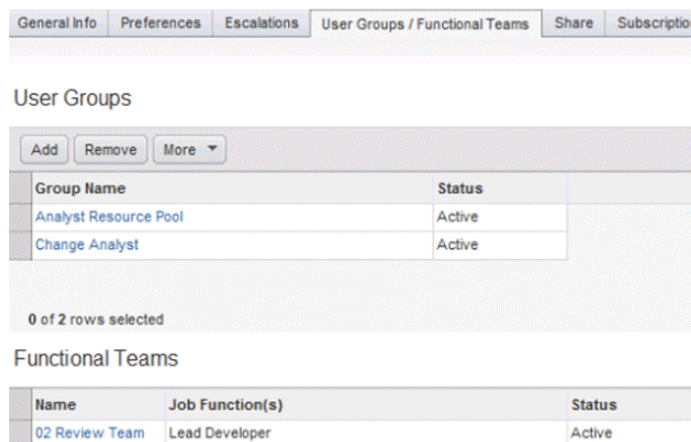 General Info Preferences Escalations User Groups / Functional Teams Share Subscriptio
User Groups
Add Remove More
Group Name Status
Analyst Resource Pool Active
Change Analyst Active
0 of 2 rows selected
Functional Teams
Name Job Function(s) Status
02 Review Team Lead Developer Active